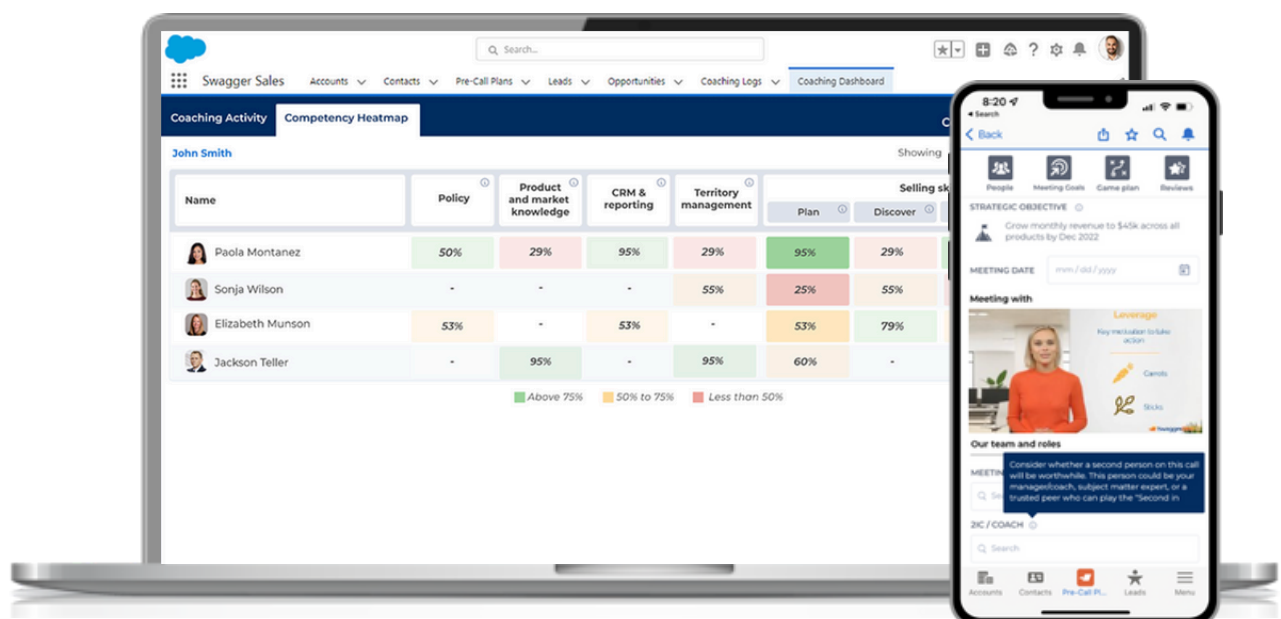 Search...
Swagger Sales Accounts Contacts Pre-Call Plans Leads Opportunities Coaching Logs Coaching Dashboard
Coaching Activity Competency Heatmap C
John Smith Showing
Name Policy Product and market knowledge CRM & reporting Territory management Selling sk
Plan Discover
Paola Montanez 50% 29% 95% 29% 95% 29%
Sonja Wilson - - - 55% 25% 55%
Elizabeth Munson 53% - 53% - 53% 79%
Jackson Teller - 95% - 95% 60% -
Above 75% 50% to 75% Less than 50%
8:20
Search
Back
People Meeting Goals Game plan Reviews
STRATEGIC OBJECTIVE
Grow monthly revenue to $45k across all
products by Dec 2022
MEETING DATE mm / dd / yyyy
Meeting with
Leverage
Key motivation to take
action
Carrots
Sticks
Our team and roles
MEETIN
Se
Consider whether a second person on this call
will be worthwhile. This person could be your
manager/coach, subject matter expert, or a
trusted peer who can play the "Second in
2IC / COACH
Search
Accounts Contacts Pre-Call Pl... Leads Menu